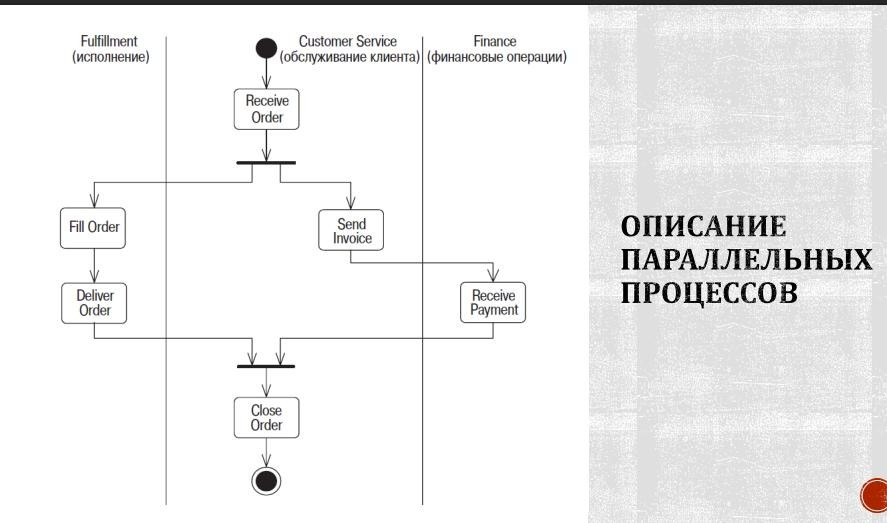 Fulfillment
(исполнение)
Customer Service
(обслуживание клиента)
Finance
(финансовые операции)
Receive
Order
Fill Order
Send
Invoice
Deliver
Order
Receive
Payment
Close
Order
ОПИСАНИЕ
ПАРАЛЛЕЛЬНЫХ
ПРОЦЕССОВ